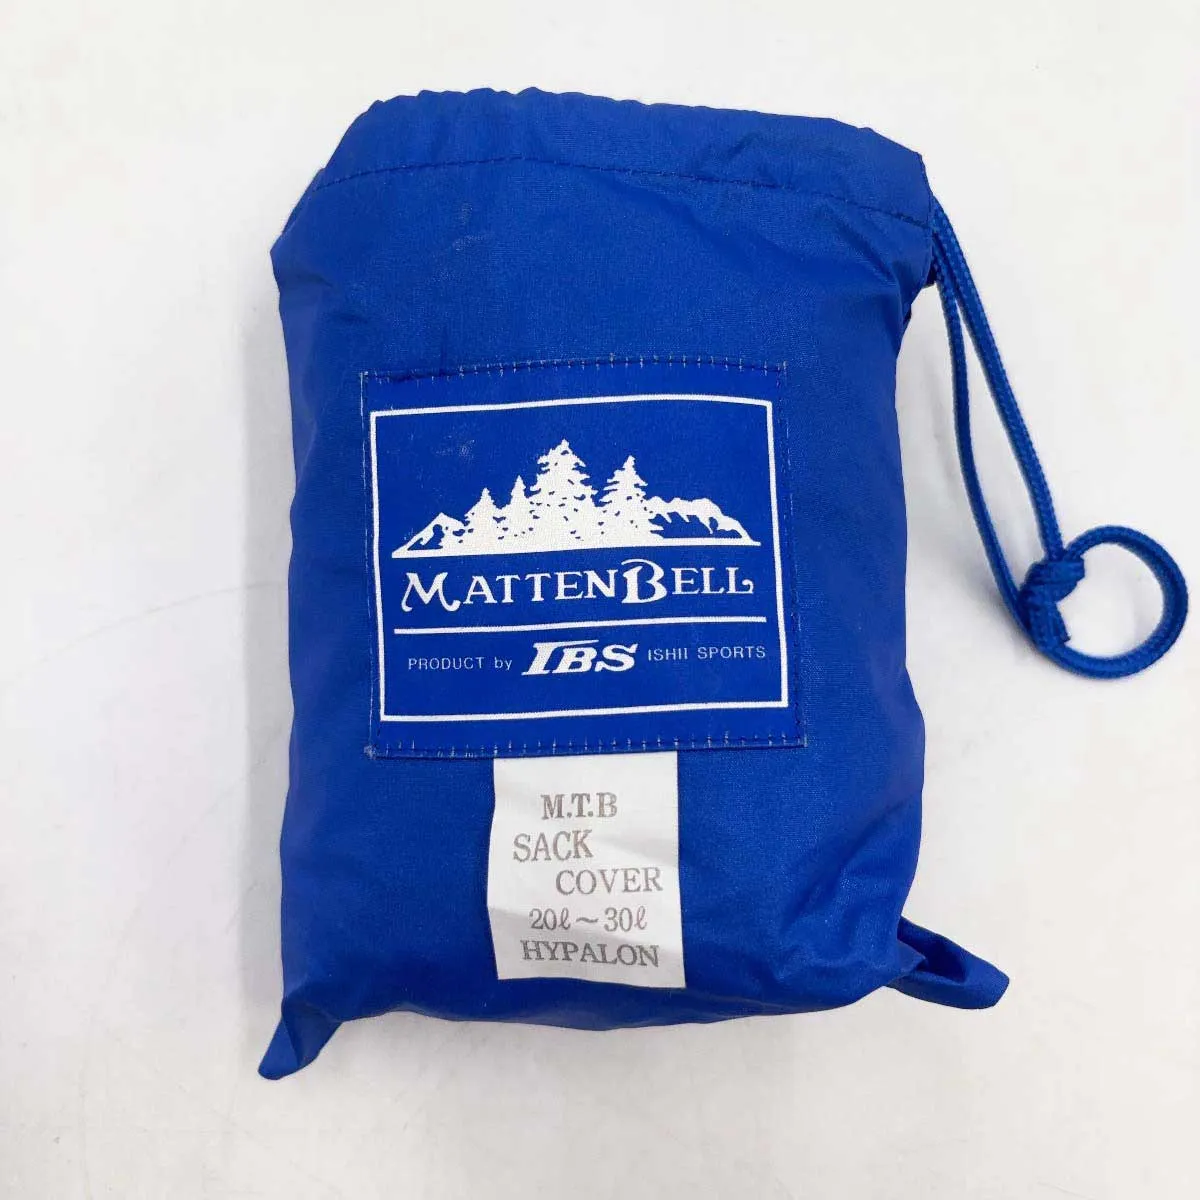 MATTENBELL
PRODUCT by IBS ISHII SPORTS
M.T.B
SACK
COVER
20ℓ～30ℓ
HYPALON